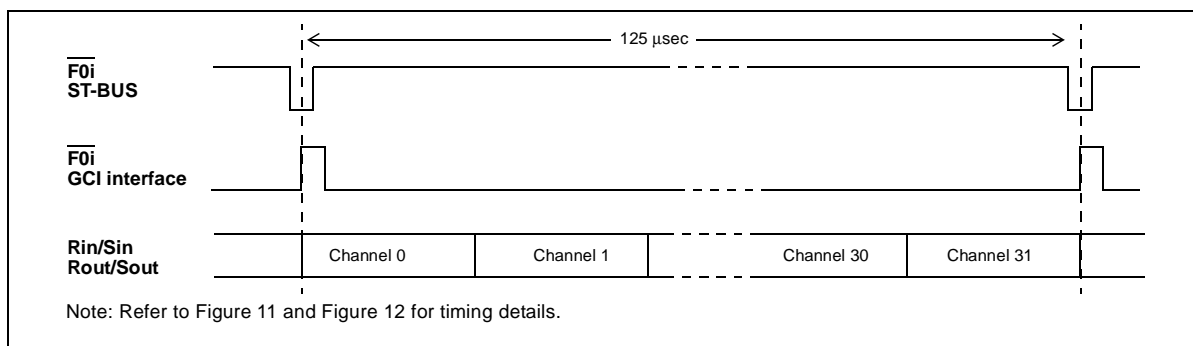 125 μsec
F0i
ST-BUS
F0i
GCI interface
Rin/Sin
Rout/Sout
Channel 0
Channel 1
Channel 30
Channel 31
Note: Refer to Figure 11 and Figure 12 for timing details.